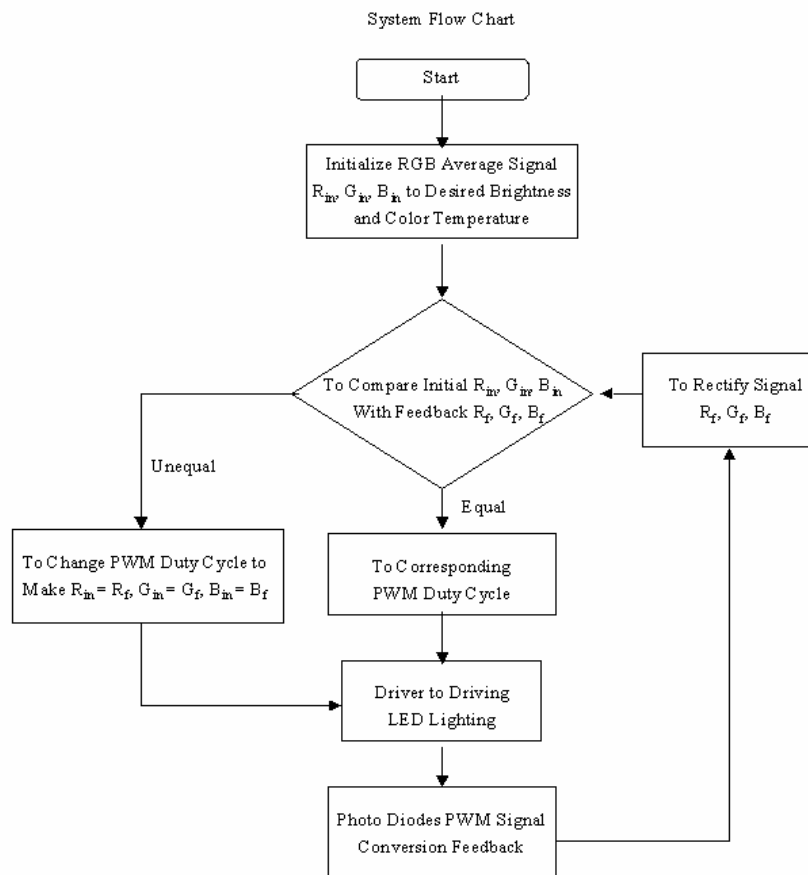 System Flow Chart
Start
Initialize RGB Average Signal
Rin, Gin, Bin to Desired Brightness
and Color Temperature
To Compare Initial Rin, Gin, Bin
With Feedback Rf, Gf, Bf
To Rectify Signal
Rf, Gf, Bf
Unequal
Equal
To Change PWM Duty Cycle to
Make Rin = Rf, Gin = Gf, Bin = Bf
To Corresponding
PWM Duty Cycle
Driver to Driving
LED Lighting
Photo Diodes PWM Signal
Conversion Feedback